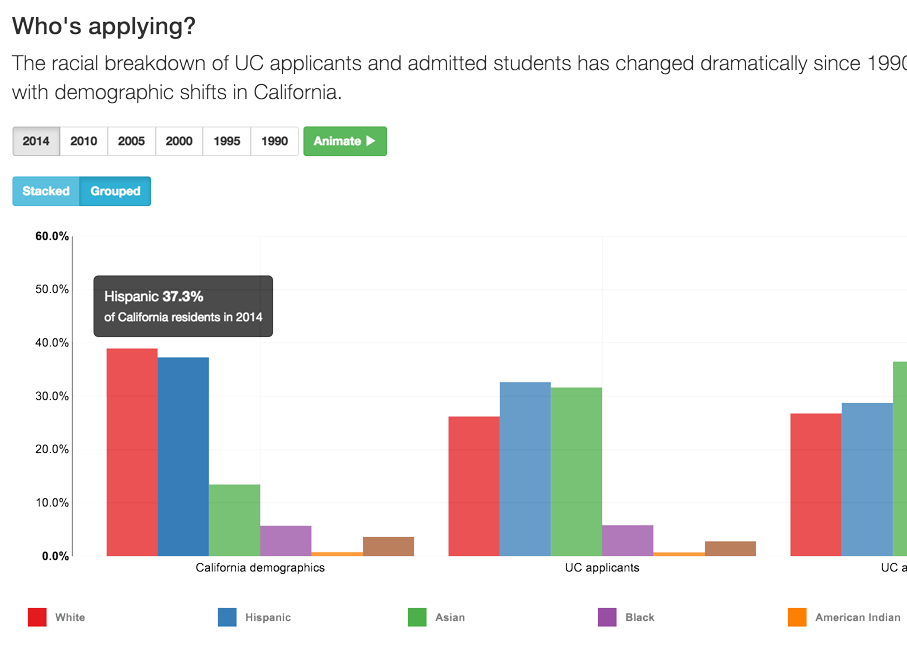 Who's applying?
The racial breakdown of UC applicants and admitted students has changed dramatically since 1990
with demographic shifts in California.
2014 2010 2005 2000 1995 1990 Animate ▶
Stacked Grouped
60.0%
50.0%
Hispanic 37.3%
of California residents in 2014
40.0%
30.0%
20.0%
10.0%
0.0%
California demographics UC applicants UC a
White Hispanic Asian Black American Indian